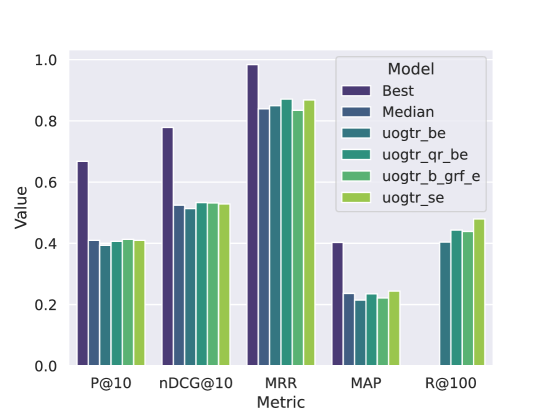 1.0
0.8
0.6
0.4
0.2
0.0
Value
Model
Best
Median
uogtr_be
uogtr_qr_be
uogtr_b_grf_e
uogtr_se
P@10 nDCG@10 MRR MAP R@100
Metric